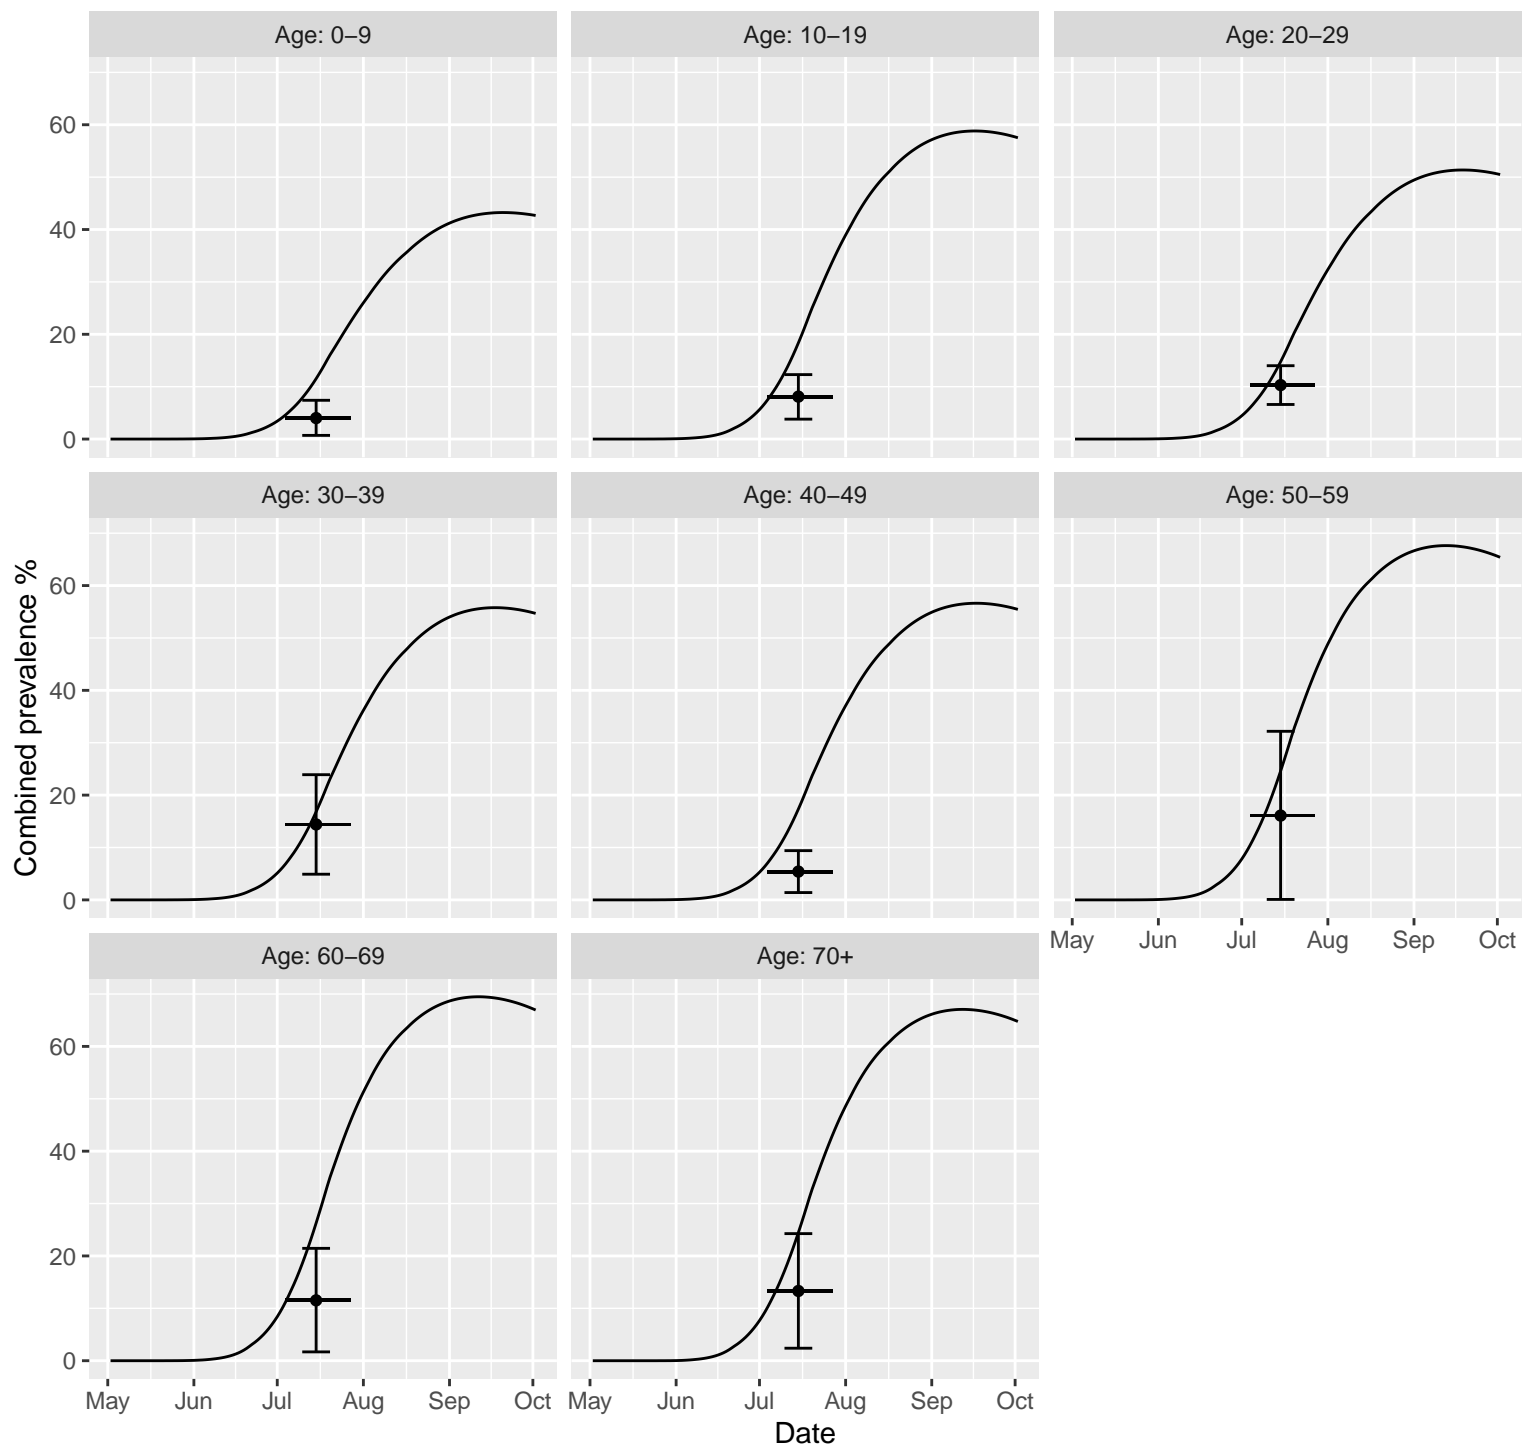 Age: 0–9
Age: 10–19
Age: 20–29
60
40
20
0
Age: 30–39
Age: 40–49
Age: 50–59
Combined prevalence %
60
40
20
0
May Jun Jul Aug Sep Oct
Age: 60–69
Age: 70+
60
40
20
0
May Jun Jul Aug Sep Oct
May Jun Jul Aug Sep Oct
Date